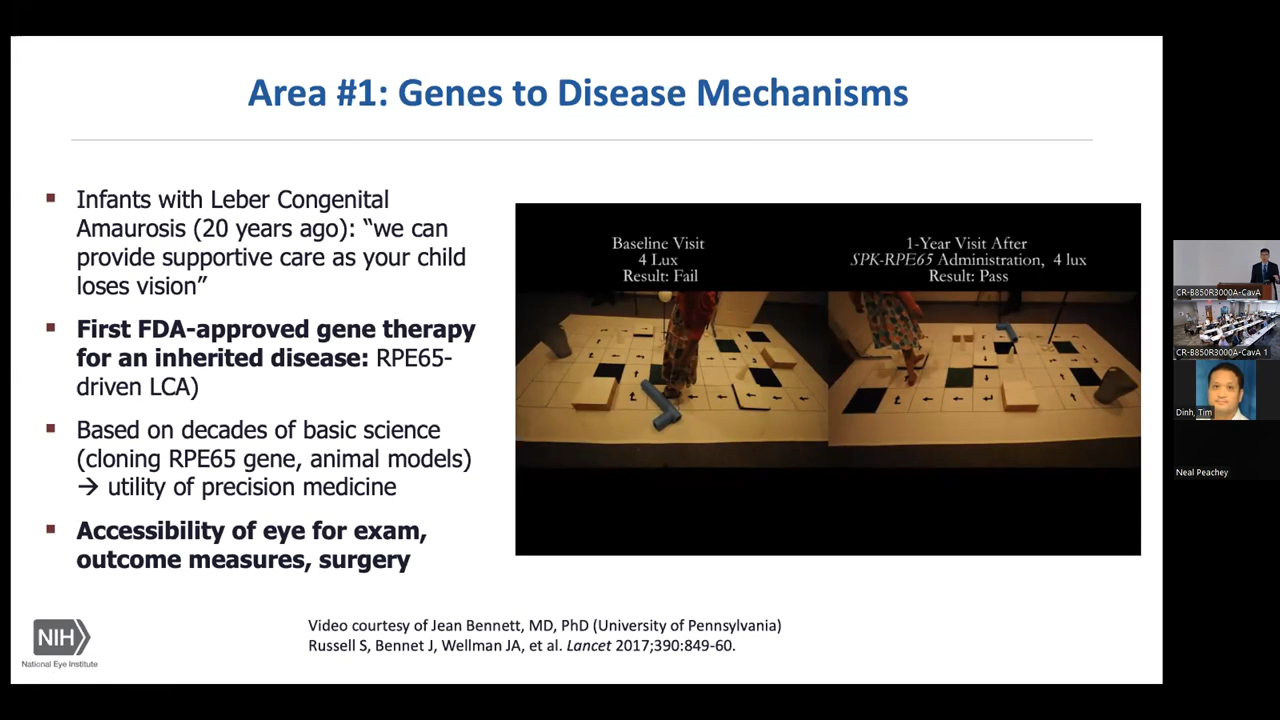 Area #1: Genes to Disease Mechanisms
Infants with Leber Congenital
Amaurosis (20 years ago): “we can
provide supportive care as your child
loses vision”
First FDA-approved gene therapy
for an inherited disease: RPE65-
driven LCA)
Based on decades of basic science
(cloning RPE65 gene, animal models)
→ utility of precision medicine
Accessibility of eye for exam,
outcome measures, surgery
Baseline Visit
4 Lux
Result: Fail
1-Year Visit After
SPK-RPE65 Administration, 4 lux
Result: Pass
Video courtesy of Jean Bennett, MD, PhD (University of Pennsylvania)
Russell S, Bennet J, Wellman JA, et al. Lancet 2017;390:849-60.
NIH
National Eye Institute
CR-B850R3000A-CavA
CR-B850R3000A-CavA 1
Dinh, Tim
Neal Peachey